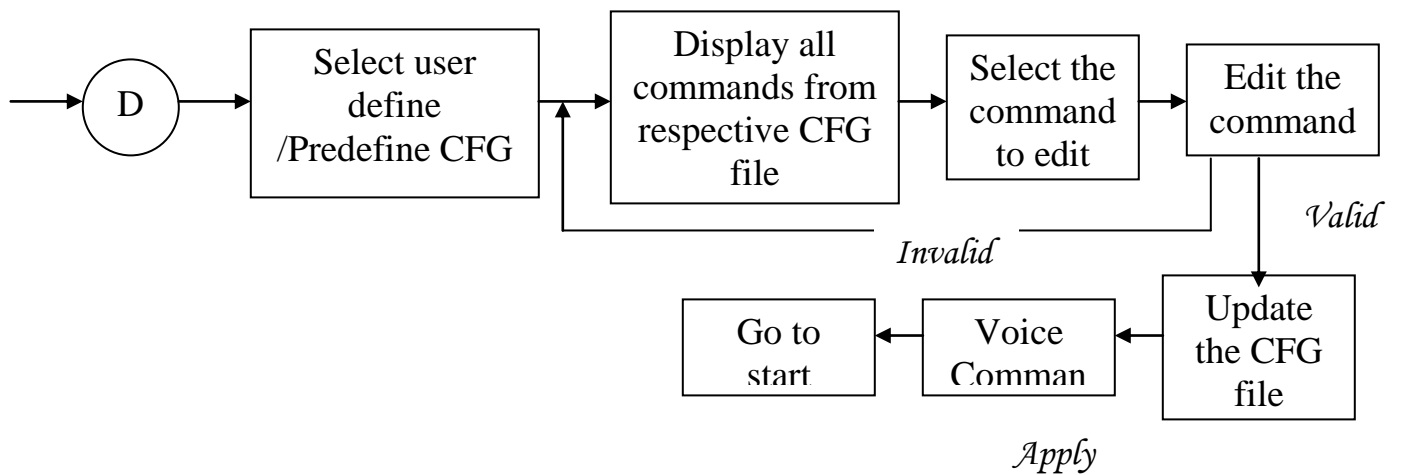 D
Select user
define
/Predefine CFG
Display all
commands from
respective CFG
file
Select the
command
to edit
Edit the
command
Valid
Invalid
Update
the CFG
file
Voice
Comman
Go to
start
Apply